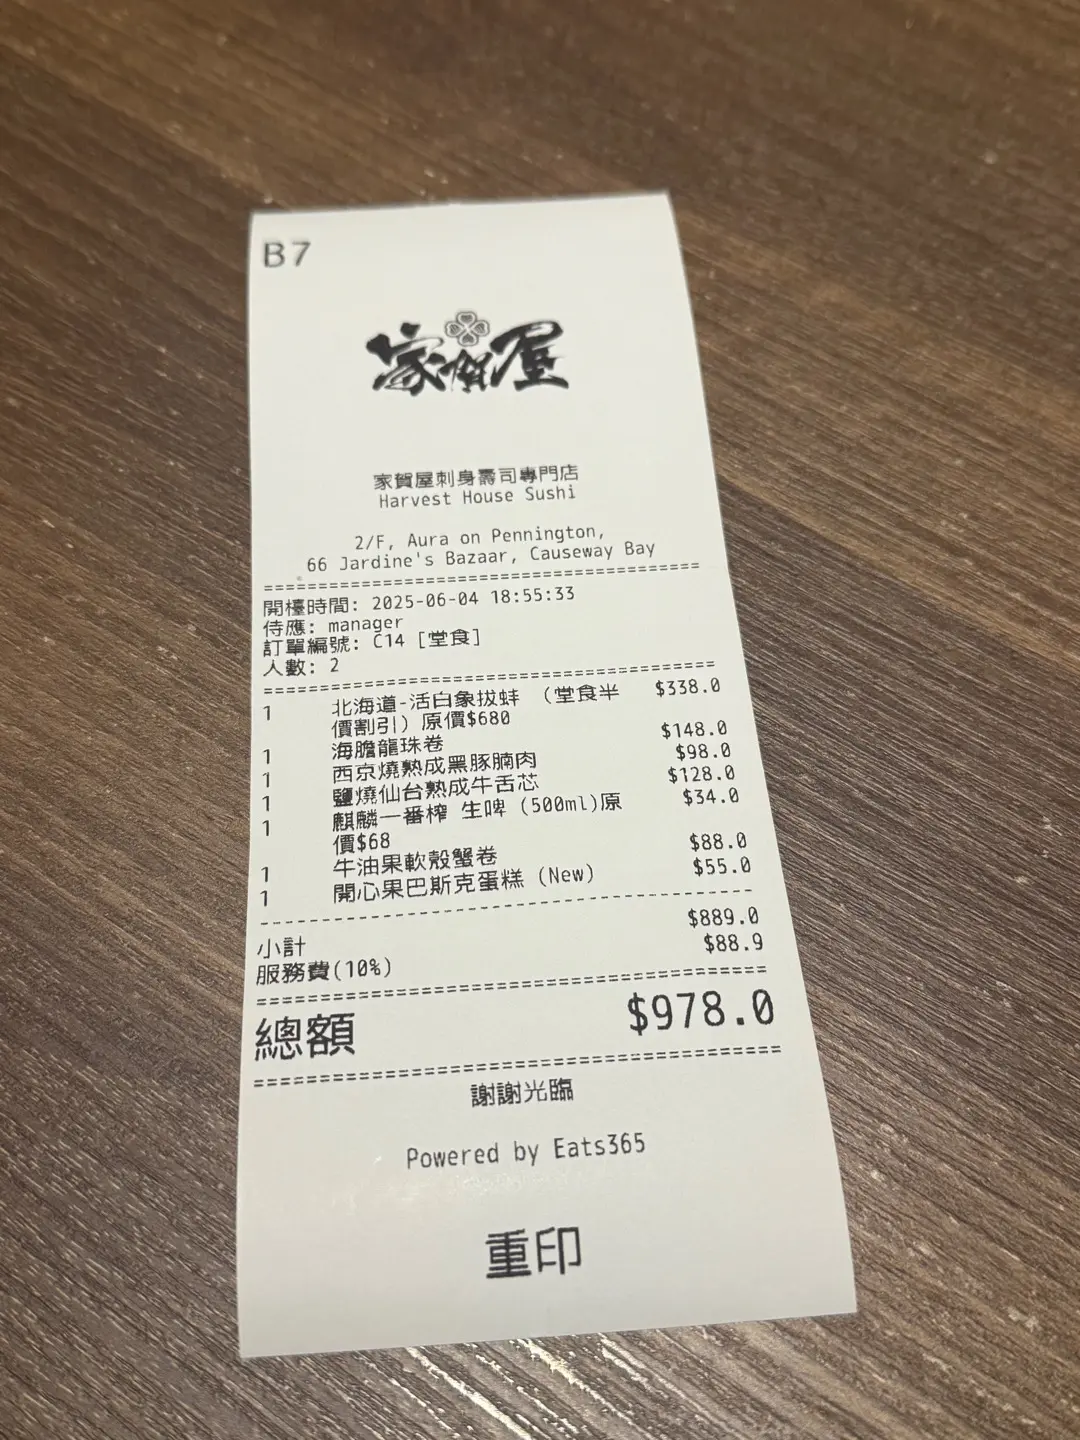 B7
家賀屋
家賀屋刺身壽司專門店
Harvest House Sushi
2/F, Aura on Pennington,
66 Jardine's Bazaar, Causeway Bay
========================================
開檯時間: 2025-06-04 18:55:33
侍應: manager
訂單編號: C14 [堂食]
人數: 2
========================================
1 北海道-活白象拔蚌 （堂食半 $338.0
價割引）原價$680
1 海膽龍珠卷 $148.0
1 西京燒熟成黑豚腩肉 $98.0
1 鹽燒仙台熟成牛舌芯 $128.0
1 麒麟一番榨 生啤 (500ml)原 $34.0
價$68
1 牛油果軟殼蟹卷 $88.0
1 開心果巴斯克蛋糕 (New) $55.0
----------------------------------------
小計 $889.0
服務費(10%) $88.9
========================================
總額 $978.0
========================================
謝謝光臨
Powered by Eats365
重印